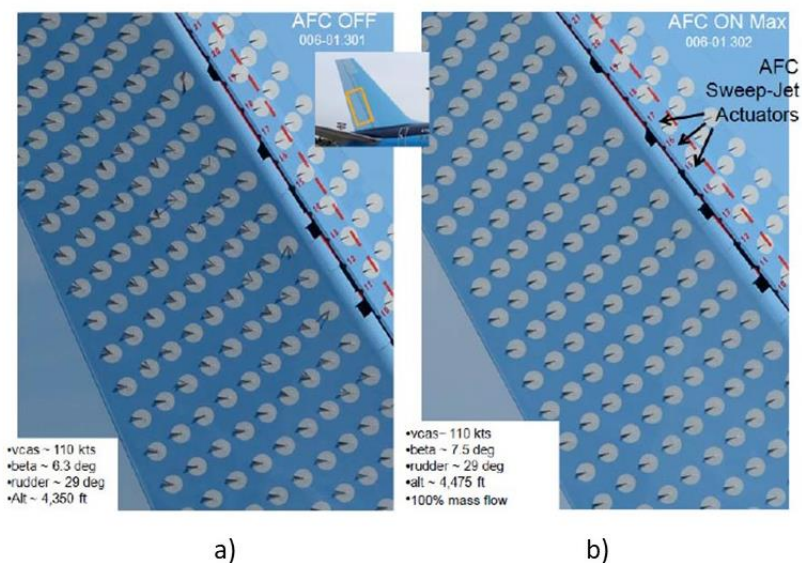 AFC OFF
006-01.301
•vcas ~ 110 kts
•beta ~ 6.3 deg
•rudder ~ 29 deg
•Alt ~ 4,350 ft
a)
AFC ON Max
006-01.302
AFC
Sweep-Jet
Actuators
•vcas~ 110 kts
•beta ~ 7.5 deg
•rudder ~ 29 deg
•alt ~ 4,475 ft
•100% mass flow
b)